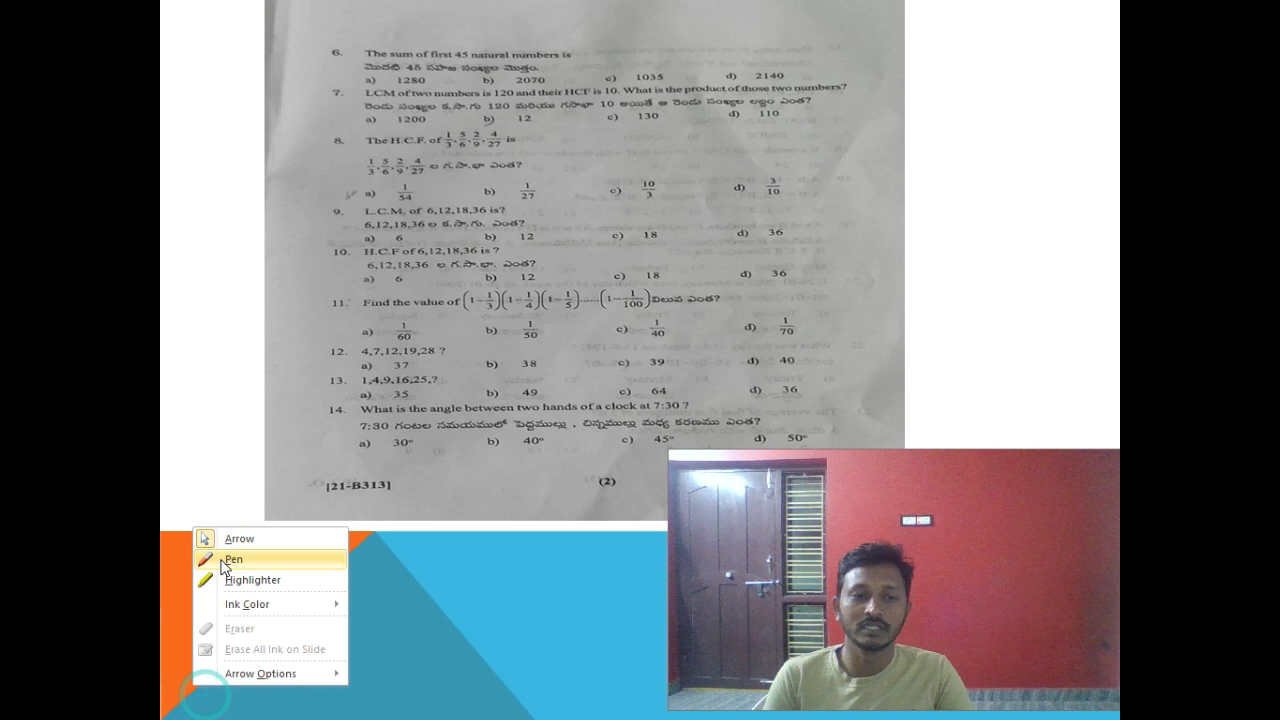 6. The sum of first 45 natural numbers is
మొదటి 45 సహజ సంఖ్యల మొత్తం.
a) 1280 b) 2070 c) 1035 d) 2140
7. LCM of two numbers is 120 and their HCF is 10. What is the product of those two numbers?
రెండు సంఖ్యల క.సా.గు 120 మరియు గసాభా 10 అయితే ఆ రెండు సంఖ్యల లబ్ధం ఎంత?
a) 1200 b) 12 c) 130 d) 110
8. The H.C.F. of 1/3, 5/6, 2/9, 4/27 is
1/3, 5/6, 2/9, 4/27 ల గ.సా.భా ఎంత?
a) 1/54 b) 1/27 c) 10/3 d) 3/10
9. L.C.M. of 6,12,18,36 is?
6,12,18,36 ల క.సా.గు. ఎంత?
a) 6 b) 12 c) 18 d) 36
10. H.C.F of 6,12,18,36 is ?
6,12,18,36 ల గ.సా.భా. ఎంత?
a) 6 b) 12 c) 18 d) 36
11. Find the value of (1-1/3)(1-1/4)(1-1/5)......(1-1/100) విలువ ఎంత?
a) 1/60 b) 1/50 c) 1/40 d) 1/70
12. 4,7,12,19,28 ?
a) 37 b) 38 c) 39 d) 40
13. 1,4,9,16,25,?
a) 35 b) 49 c) 64 d) 36
14. What is the angle between two hands of a clock at 7:30 ?
7:30 గంటల సమయములో పెద్దముల్లు , చిన్నముల్లు మధ్య కరణము ఎంత?
a) 30° b) 40° c) 45° d) 50°
[21-B313] (2)
Arrow
Pen
Highlighter
Ink Color
Eraser
Erase All Ink on Slide
Arrow Options